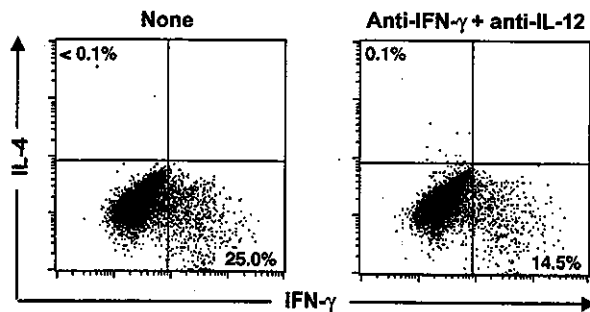 None
Anti-IFN-γ + anti-IL-12
< 0.1%
0.1%
IL-4
25.0%
14.5%
IFN-γ